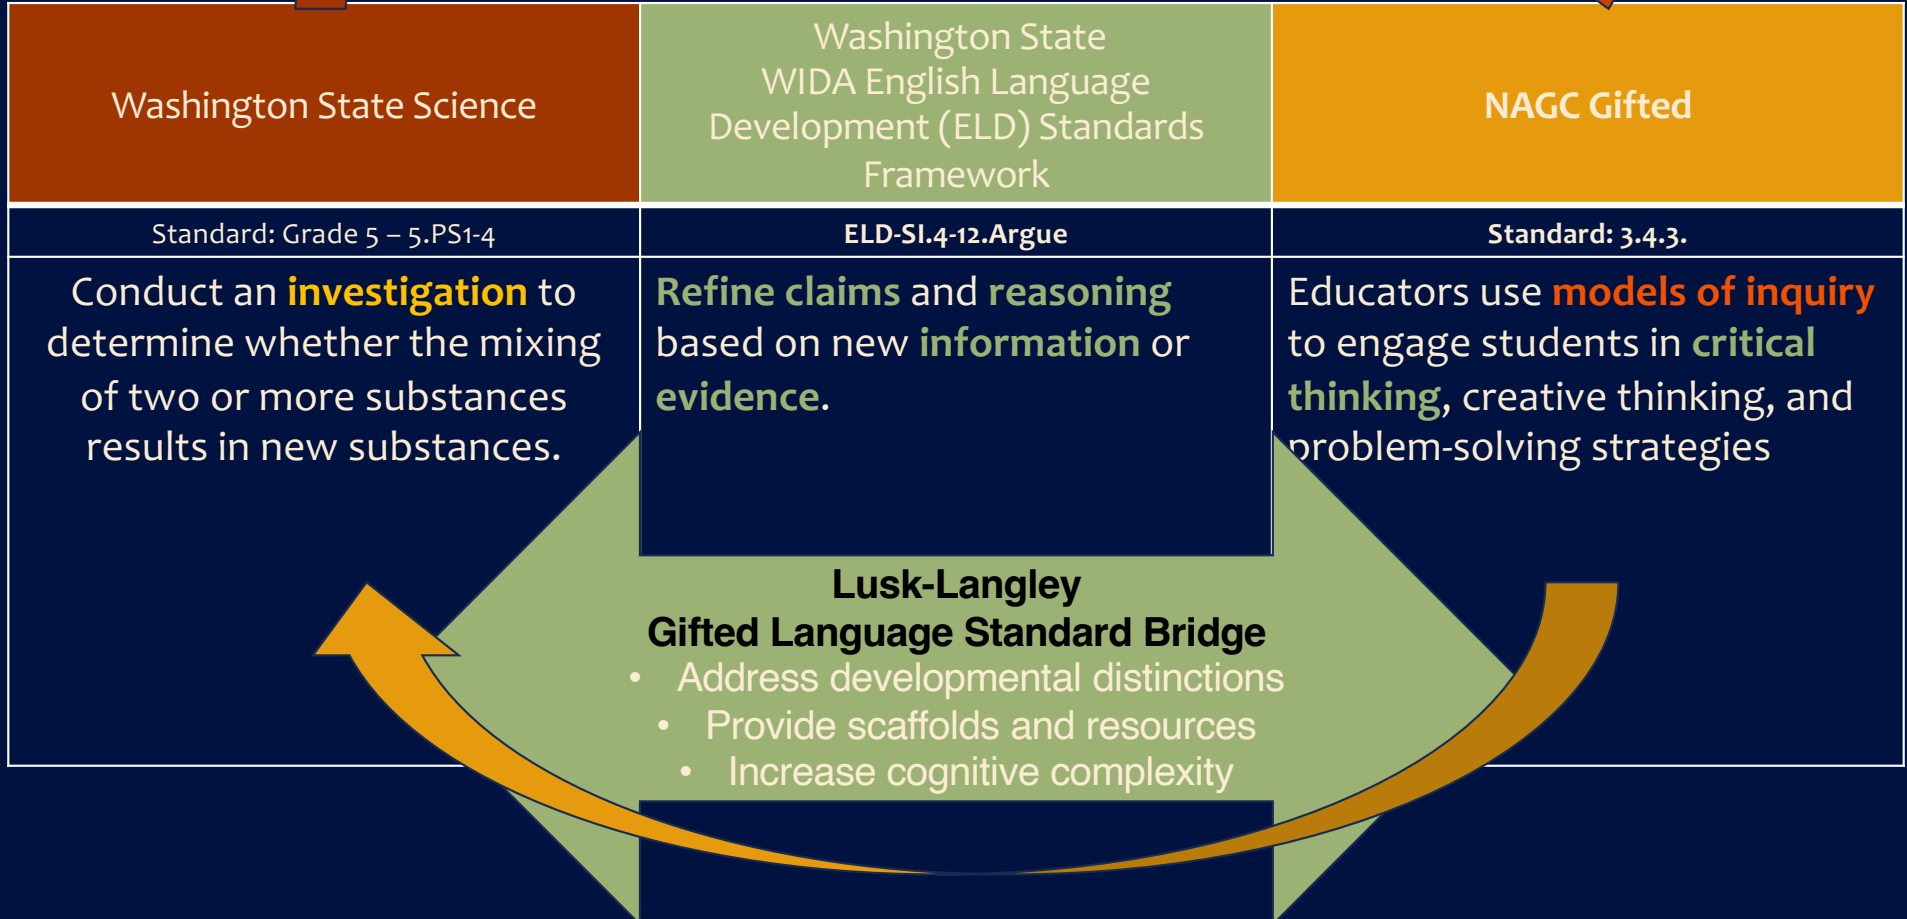 Washington State Science
Washington State
WIDA English Language
Development (ELD) Standards
Framework
NAGC Gifted
Standard: Grade 5 – 5.PS1-4
ELD-SI.4-12.Argue
Standard: 3.4.3.
Conduct an investigation to
determine whether the mixing
of two or more substances
results in new substances.
Refine claims and reasoning
based on new information or
evidence.
Educators use models of inquiry
to engage students in critical
thinking, creative thinking, and
problem-solving strategies
Lusk-Langley
Gifted Language Standard Bridge
• Address developmental distinctions
• Provide scaffolds and resources
• Increase cognitive complexity